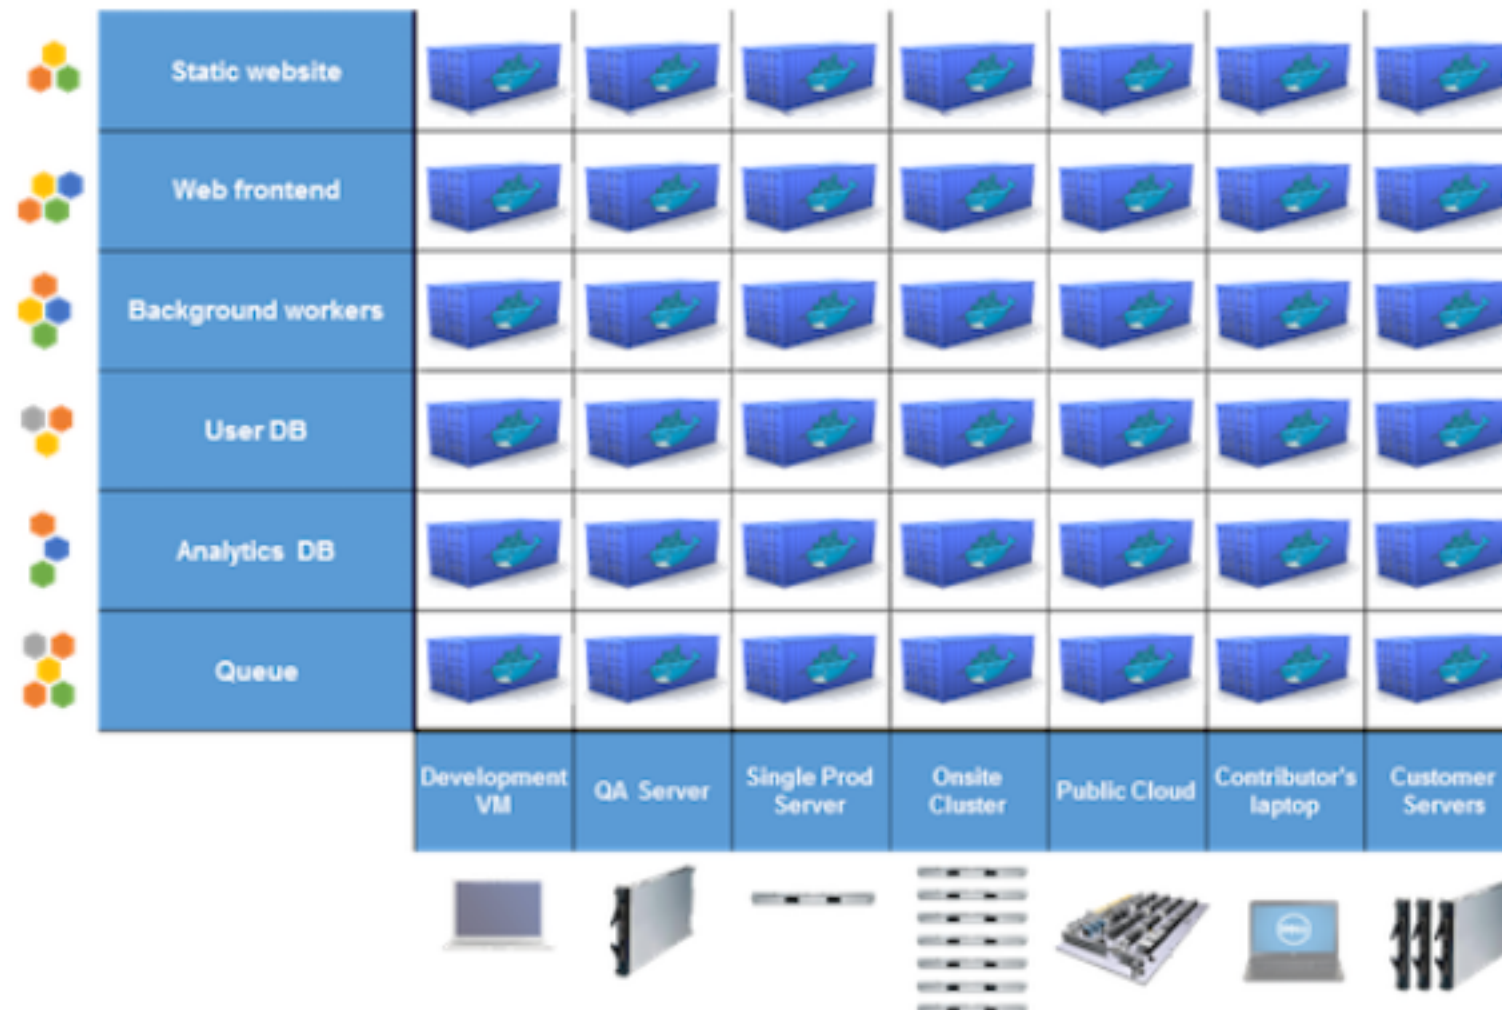 Static website
Web frontend
Background workers
User DB
Analytics DB
Queue
Development
VM
QA Server
Single Prod
Server
Onsite
Cluster
Public Cloud
Contributor's
laptop
Customer
Servers
DELL